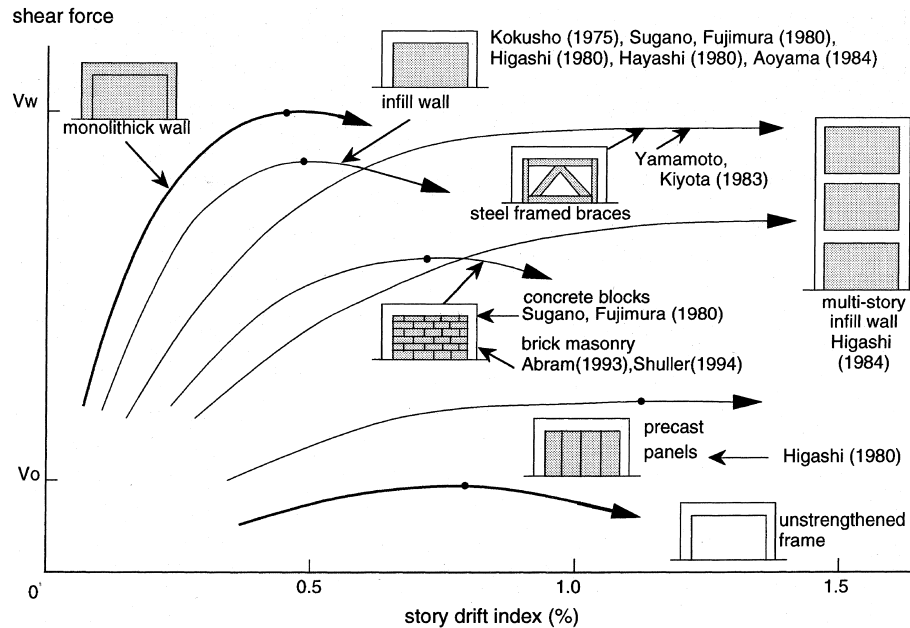 shear force
Kokusho (1975), Sugano, Fujimura (1980),
Higashi (1980), Hayashi (1980), Aoyama (1984)
Vw
infill wall
monolithick wall
Yamamoto,
Kiyota (1983)
steel framed braces
concrete blocks
Sugano, Fujimura (1980)
brick masonry
Abram(1993),Shuller(1994)
multi-story
infill wall
Higashi
(1984)
precast
panels
Higashi (1980)
Vo
unstrengthened
frame
0
0.5
1.0
1.5
story drift index (%)